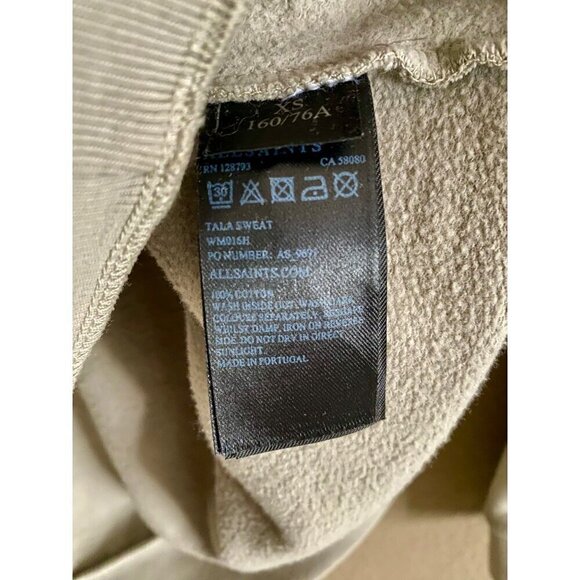 XS
160/76A
ALLSAINTS
RN 128793 CA 58080
30
TALA SWEAT
WM016H
PO NUMBER: AS_9697
ALLSAINTS.COM
100% COTTON
WASH INSIDE OUT. WASH DARK
COLOURS SEPARATELY. RESHAPE
WHILST DAMP, IRON ON REVERSE
SIDE. DO NOT DRY IN DIRECT
SUNLIGHT.
MADE IN PORTUGAL